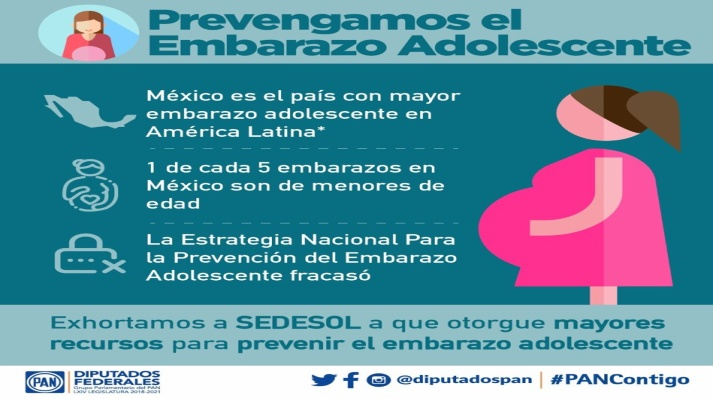 Prevengamos el
Embarazo Adolescente
México es el país con mayor
embarazo adolescente en
América Latina*
1 de cada 5 embarazos en
México son de menores de
edad
La Estrategia Nacional Para
la Prevención del Embarazo
Adolescente fracasó
Exhortamos a SEDESOL a que otorgue mayores
recursos para prevenir el embarazo adolescente
PAN
DIPUTADOS
FEDERALES
Grupo Parlamentario del PAN
LXIV LEGISLATURA 2018-2021
@diputadospan | #PANContigo